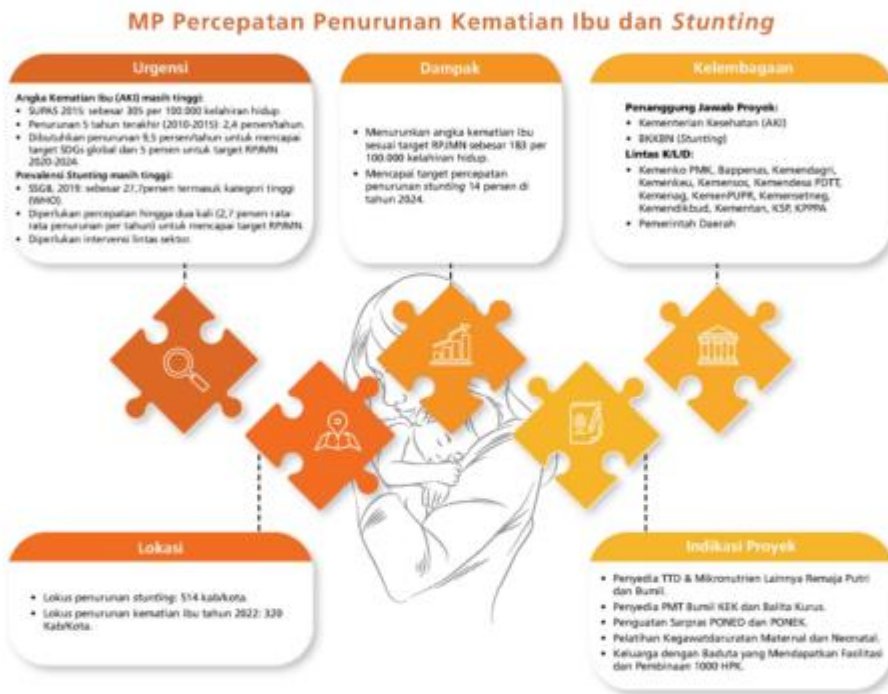 MP Percepatan Penurunan Kematian Ibu dan Stunting
Urgensi
Angka Kematian Ibu (AKI) masih tinggi:
• SUPAS 2015: sebesar 305 per 100.000 kelahiran hidup.
• Penurunan 5 tahun terakhir (2010-2015): 2,4 persen/tahun.
• Dibutuhkan penurunan 9,5 persen/tahun untuk mencapai
target SDGs global dan 5 persen untuk target RPJMN
2020-2024.
Prevalensi Stunting masih tinggi:
• SSGB, 2019: sebesar 27,7persen termasuk kategori tinggi
(WHO).
• Diperlukan percepatan hingga dua kali (2,7 persen rata-
rata penurunan per tahun) untuk mencapai target RPJMN.
• Diperlukan intervensi lintas sektor.
Dampak
• Menurunkan angka kematian ibu
sesuai target RPJMN sebesar 183 per
100.000 kelahiran hidup.
• Mencapai target percepatan
penurunan stunting 14 persen di
tahun 2024.
Kelembagaan
Penanggung Jawab Proyek:
• Kementerian Kesehatan (AKI)
• BKKBN (Stunting)
Lintas K/L/D:
• Kemenko PMK, Bappenas, Kemendagri,
Kemenkeu, Kemensos, Kemendesa PDTT,
Kemenag, KemenPUPR, Kemensetneg,
Kemendikbud, Kementan, KSP, KPPPA
• Pemerintah Daerah
Lokasi
• Lokus penurunan stunting: 514 kab/kota.
• Lokus penurunan kematian ibu tahun 2022: 320
Kab/Kota.
Indikasi Proyek
• Penyedia TTD & Mikronutrien Lainnya Remaja Putri
dan Bumil.
• Penyedia PMT Bumil KEK dan Balita Kurus.
• Penguatan Sarpras PONED dan PONEK.
• Pelatihan Kegawatdaruratan Maternal dan Neonatal.
• Keluarga dengan Baduta yang Mendapatkan Fasilitasi
dan Pembinaan 1000 HPK.